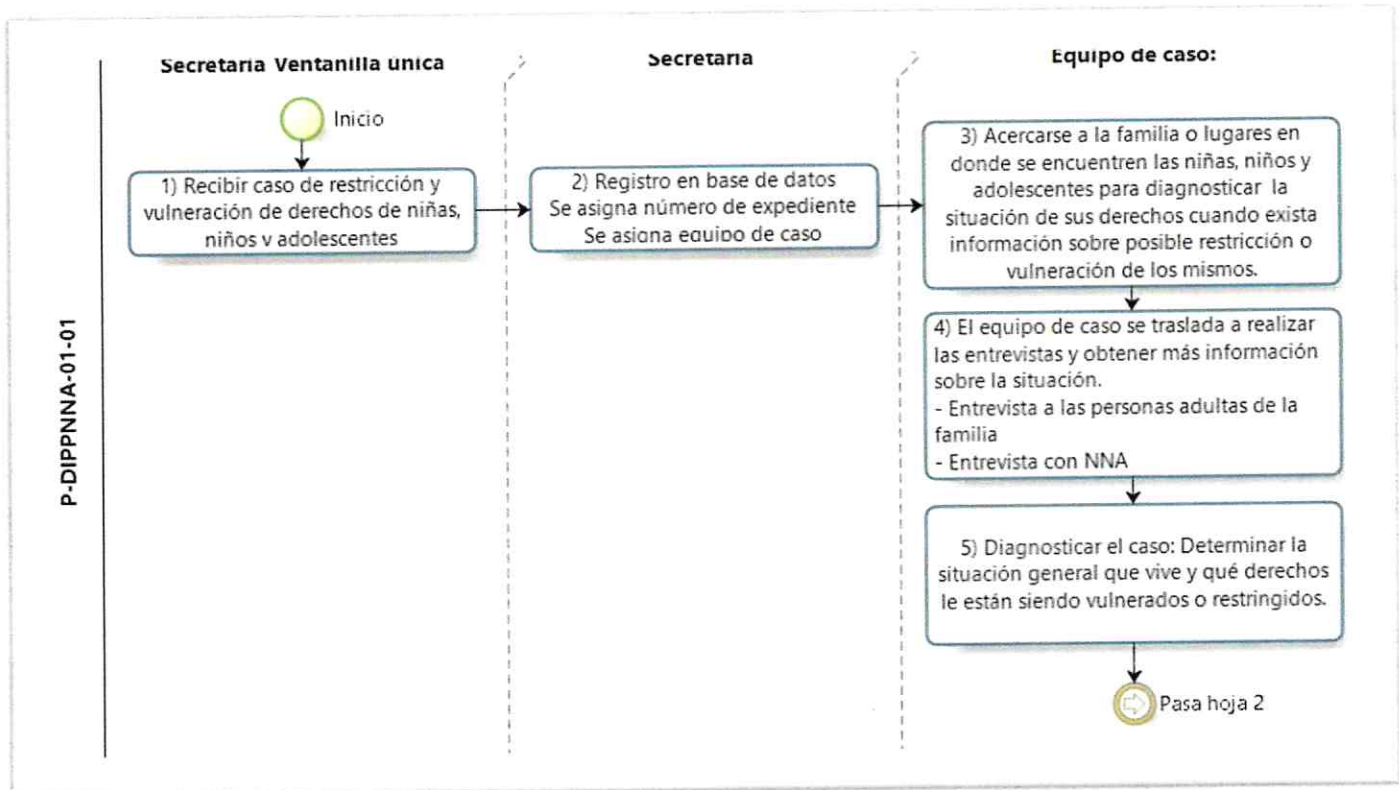 Secretaria Ventanilla única
Secretaria
Equipo de caso:
P-DIPPNNA-01-01
Inicio
1) Recibir caso de restricción y
vulneración de derechos de niñas,
niños y adolescentes
2) Registro en base de datos
Se asigna número de expediente
Se asigna equipo de caso
3) Acercarse a la familia o lugares en
donde se encuentren las niñas, niños y
adolescentes para diagnosticar la
situación de sus derechos cuando exista
información sobre posible restricción o
vulneración de los mismos.
4) El equipo de caso se traslada a realizar
las entrevistas y obtener más información
sobre la situación.
- Entrevista a las personas adultas de la
familia
- Entrevista con NNA
5) Diagnosticar el caso: Determinar la
situación general que vive y qué derechos
le están siendo vulnerados o restringidos.
Pasa hoja 2